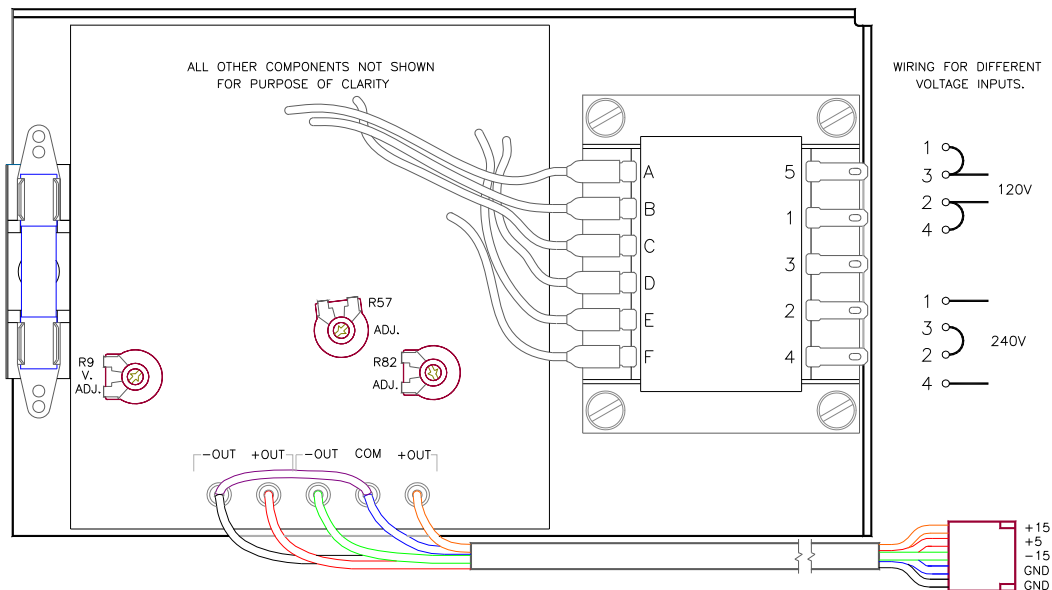 ALL OTHER COMPONENTS NOT SHOWN
FOR PURPOSE OF CLARITY
WIRING FOR DIFFERENT
VOLTAGE INPUTS.
A
B
C
D
E
F
5
1
3
2
4
1
3
120V
2
4
1
3
240V
2
4
R57
ADJ.
R9
V.
ADJ.
R82
ADJ.
-OUT +OUT -OUT COM +OUT
+15
+5
-15
GND
GND